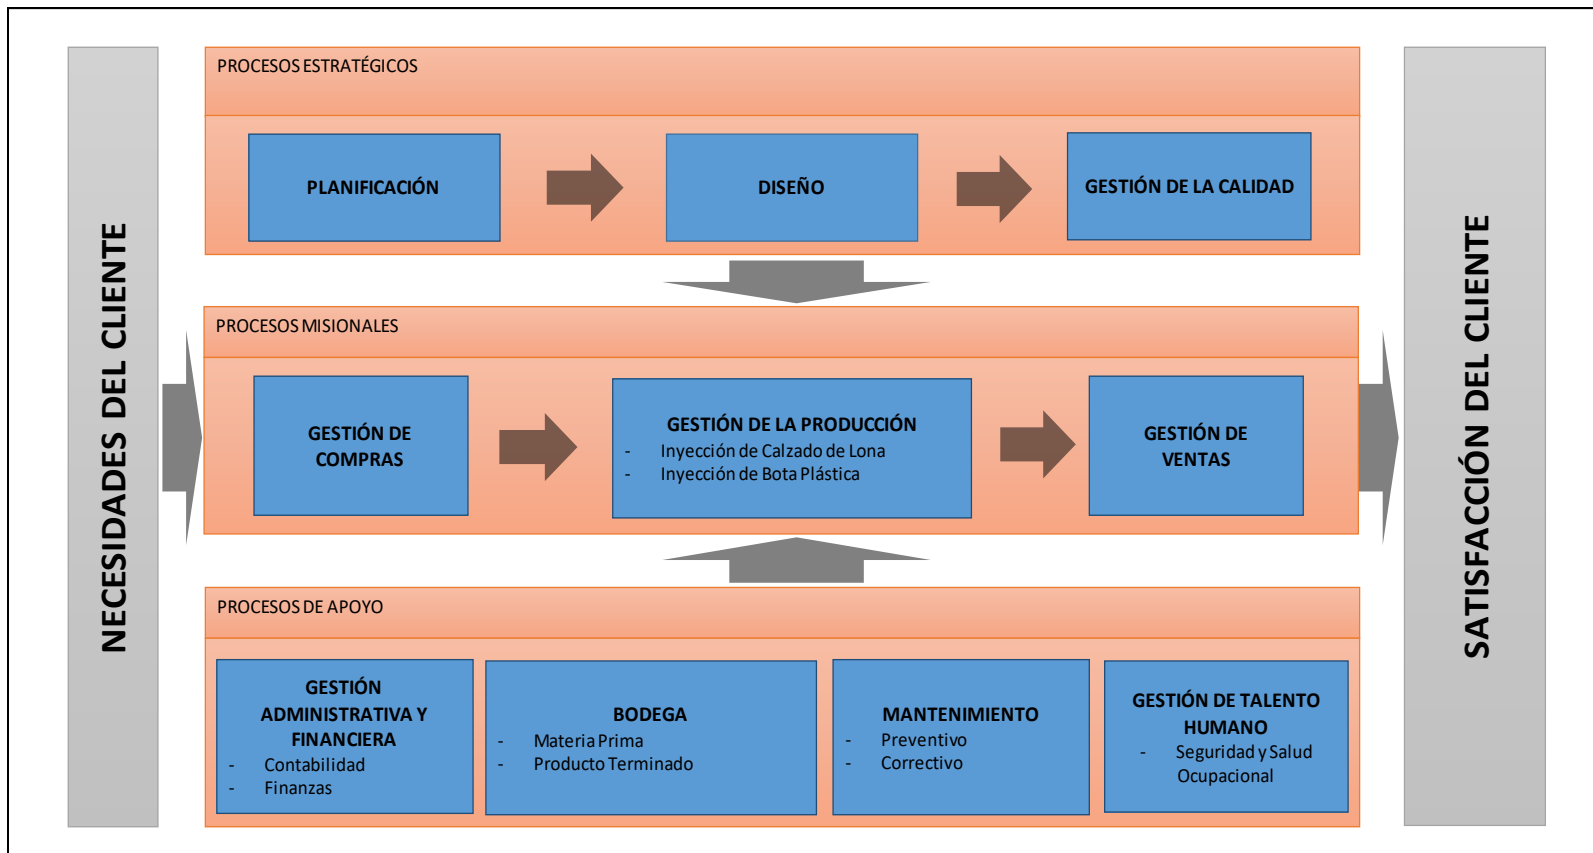 NECESIDADES DEL CLIENTE
PROCESOS ESTRATÉGICOS
PLANIFICACIÓN
DISEÑO
GESTIÓN DE LA CALIDAD
PROCESOS MISIONALES
GESTIÓN DE
COMPRAS
GESTIÓN DE LA PRODUCCIÓN
- Inyección de Calzado de Lona
- Inyección de Bota Plástica
GESTIÓN DE
VENTAS
PROCESOS DE APOYO
GESTIÓN
ADMINISTRATIVA Y
FINANCIERA
- Contabilidad
- Finanzas
BODEGA
- Materia Prima
- Producto Terminado
MANTENIMIENTO
- Preventivo
- Correctivo
GESTIÓN DE TALENTO
HUMANO
- Seguridad y Salud
Ocupacional
SATISFACCIÓN DEL CLIENTE